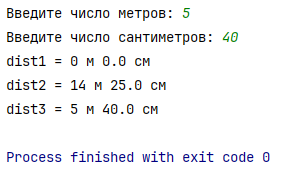 Введите число метров: 5
Введите число сантиметров: 40
dist1 = 0 м 0.0 см
dist2 = 14 м 25.0 см
dist3 = 5 м 40.0 см
Process finished with exit code 0